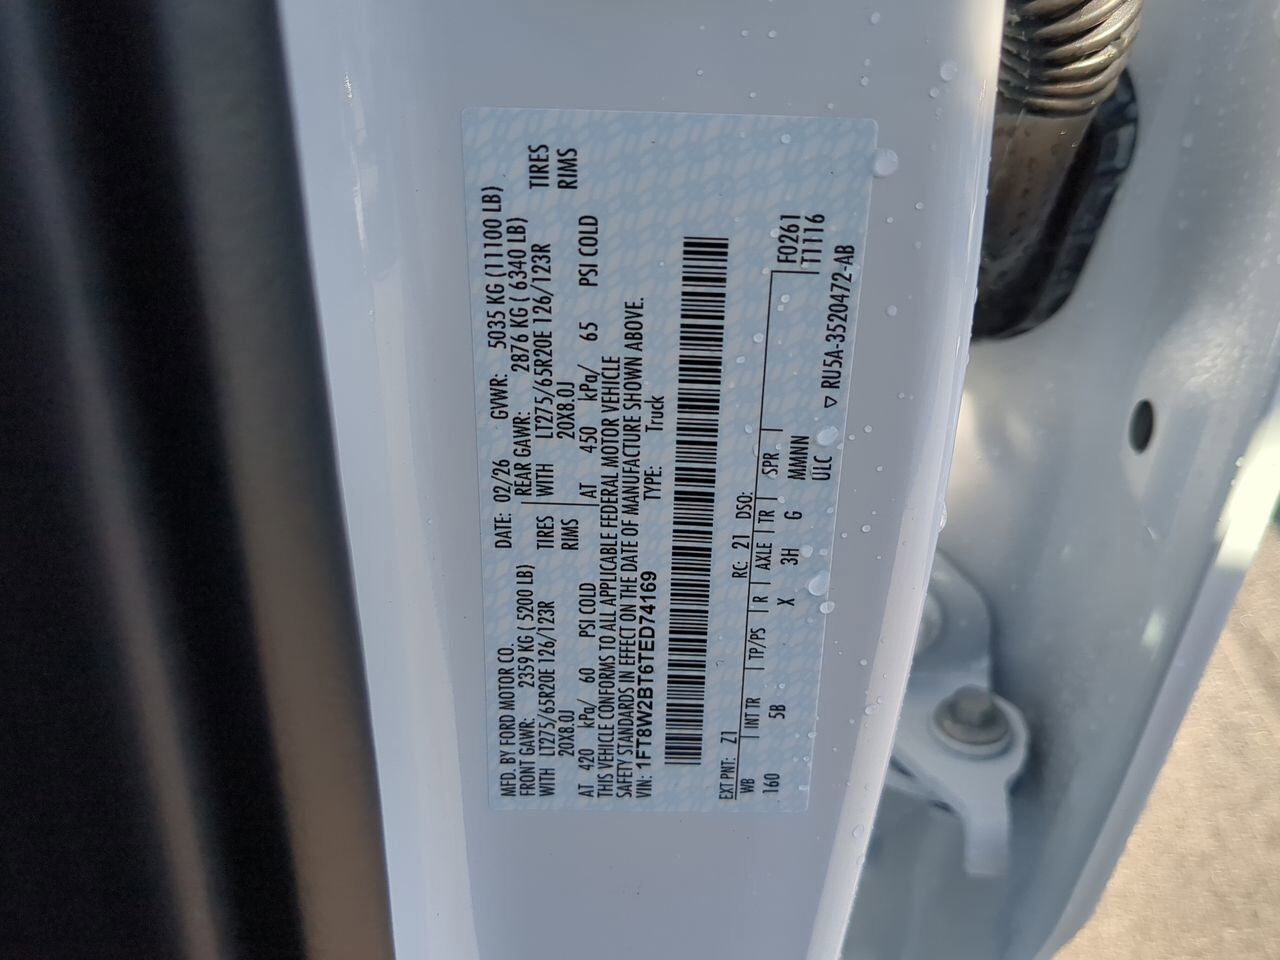 MFD. BY FORD MOTOR CO.
DATE: 02/26 GVWR: 5035 KG (11100 LB)
FRONT GAWR: 2359 KG ( 5200 LB)
REAR GAWR: 2876 KG ( 6340 LB)
WITH LT275/65R20E 126/123R TIRES
WITH LT275/65R20E 126/123R TIRES
20X8.0J RIMS
20X8.0J RIMS
AT 420 kPa/ 60 PSI COLD
AT 450 kPa/ 65 PSI COLD
THIS VEHICLE CONFORMS TO ALL APPLICABLE FEDERAL MOTOR VEHICLE
SAFETY STANDARDS IN EFFECT ON THE DATE OF MANUFACTURE SHOWN ABOVE.
VIN: 1FT8W2BT6TED74169
TYPE: Truck
EXT PNT: Z1 RC: 21 DSO:
WB INT TR TP/PS R AXLE TR SPR F0261
160 5B X 3H G MMNN T1116
ULC ▽ RU5A-3520472-AB